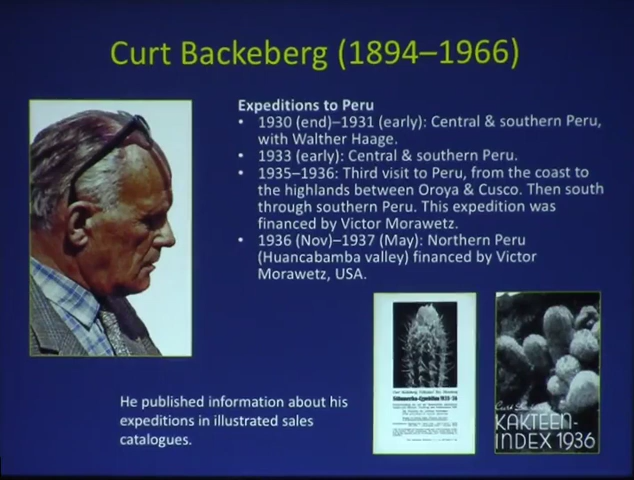 Curt Backeberg (1894–1966)
Expeditions to Peru
• 1930 (end)–1931 (early): Central & southern Peru,
with Walther Haage.
• 1933 (early): Central & southern Peru.
• 1935–1936: Third visit to Peru, from the coast to
the highlands between Oroya & Cusco. Then south
through southern Peru. This expedition was
financed by Victor Morawetz.
• 1936 (Nov)–1937 (May): Northern Peru
(Huancabamba valley) financed by Victor
Morawetz, USA.
He published information about his
expeditions in illustrated sales
catalogues.
KAKTEEN-
INDEX 1936